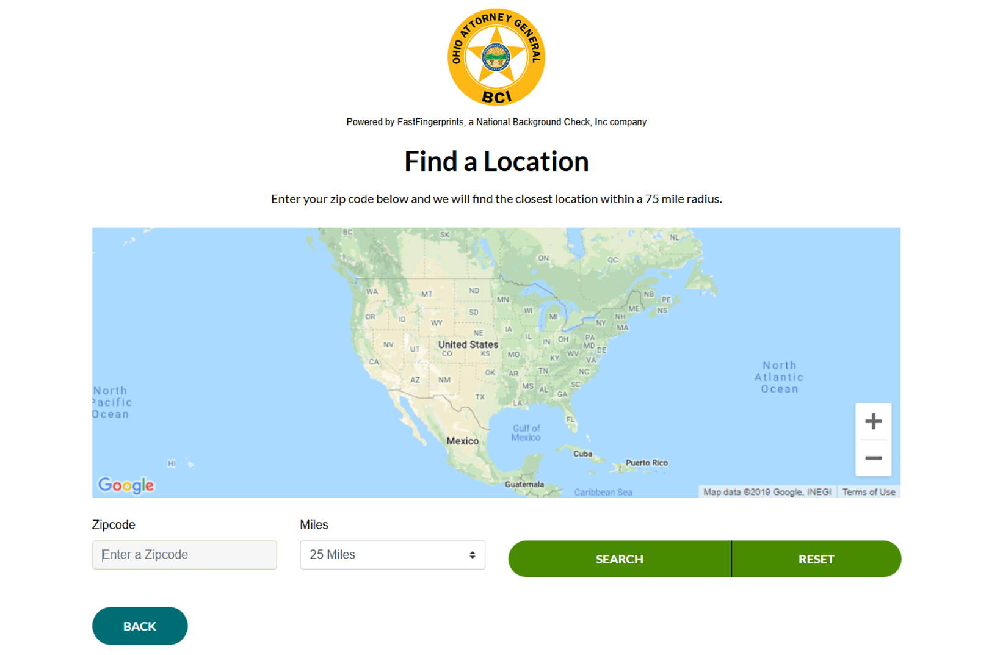 OHIO ATTORNEY GENERAL
BCI
Powered by FastFingerprints, a National Background Check, Inc company
Find a Location
Enter your zip code below and we will find the closest location within a 75 mile radius.
BC
SK
NL
ON
QC
WA
MT
ND
MN
NB
PE
OR
ID
SD
WI
MI
ME
NS
WY
NH
NY
MA
NE
IA
IL
IN
OH
PA
NV
UT
United States
MD
DE
CO
KS
MO
KY
WV
VA
CA
OK
AR
TN
NC
AZ
NM
MS
AL
SC
GA
TX
LA
FL
North
Atlantic
Ocean
North
Pacific
Ocean
Gulf of
Mexico
Mexico
Cuba
Puerto Rico
HI
Guatemala
Caribbean Sea
Google
Map data ©2019 Google, INEGI
Terms of Use
Zipcode
Miles
Enter a Zipcode
25 Miles
SEARCH
RESET
BACK